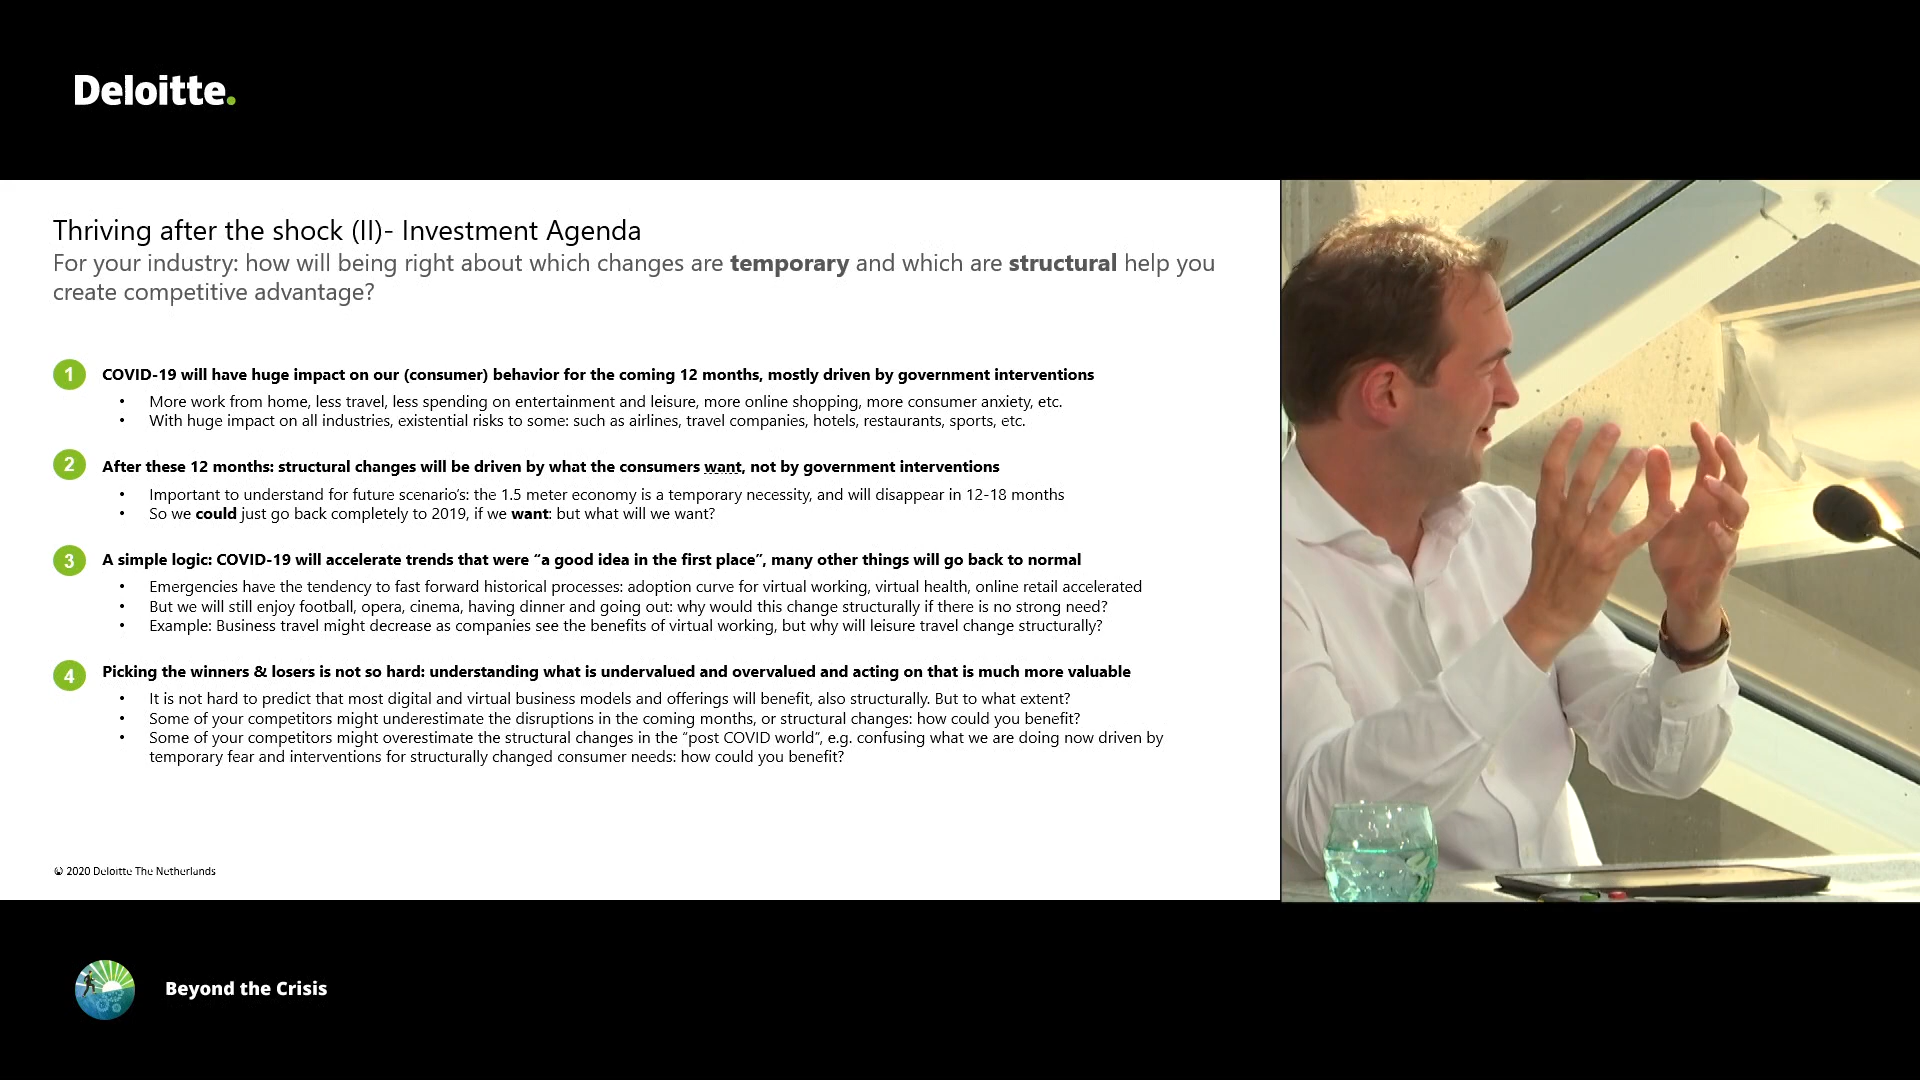 Deloitte.
Thriving after the shock (II)- Investment Agenda
For your industry: how will being right about which changes are temporary and which are structural help you
create competitive advantage?
1 COVID-19 will have huge impact on our (consumer) behavior for the coming 12 months, mostly driven by government interventions
• More work from home, less travel, less spending on entertainment and leisure, more online shopping, more consumer anxiety, etc.
• With huge impact on all industries, existential risks to some: such as airlines, travel companies, hotels, restaurants, sports, etc.
2 After these 12 months: structural changes will be driven by what the consumers want, not by government interventions
• Important to understand for future scenario's: the 1.5 meter economy is a temporary necessity, and will disappear in 12-18 months
• So we could just go back completely to 2019, if we want: but what will we want?
3 A simple logic: COVID-19 will accelerate trends that were “a good idea in the first place”, many other things will go back to normal
• Emergencies have the tendency to fast forward historical processes: adoption curve for virtual working, virtual health, online retail accelerated
• But we will still enjoy football, opera, cinema, having dinner and going out: why would this change structurally if there is no strong need?
• Example: Business travel might decrease as companies see the benefits of virtual working, but why will leisure travel change structurally?
4 Picking the winners & losers is not so hard: understanding what is undervalued and overvalued and acting on that is much more valuable
• It is not hard to predict that most digital and virtual business models and offerings will benefit, also structurally. But to what extent?
• Some of your competitors might underestimate the disruptions in the coming months, or structural changes: how could you benefit?
• Some of your competitors might overestimate the structural changes in the “post COVID world”, e.g. confusing what we are doing now driven by
temporary fear and interventions for structurally changed consumer needs: how could you benefit?
© 2020 Deloitte The Netherlands
Beyond the Crisis